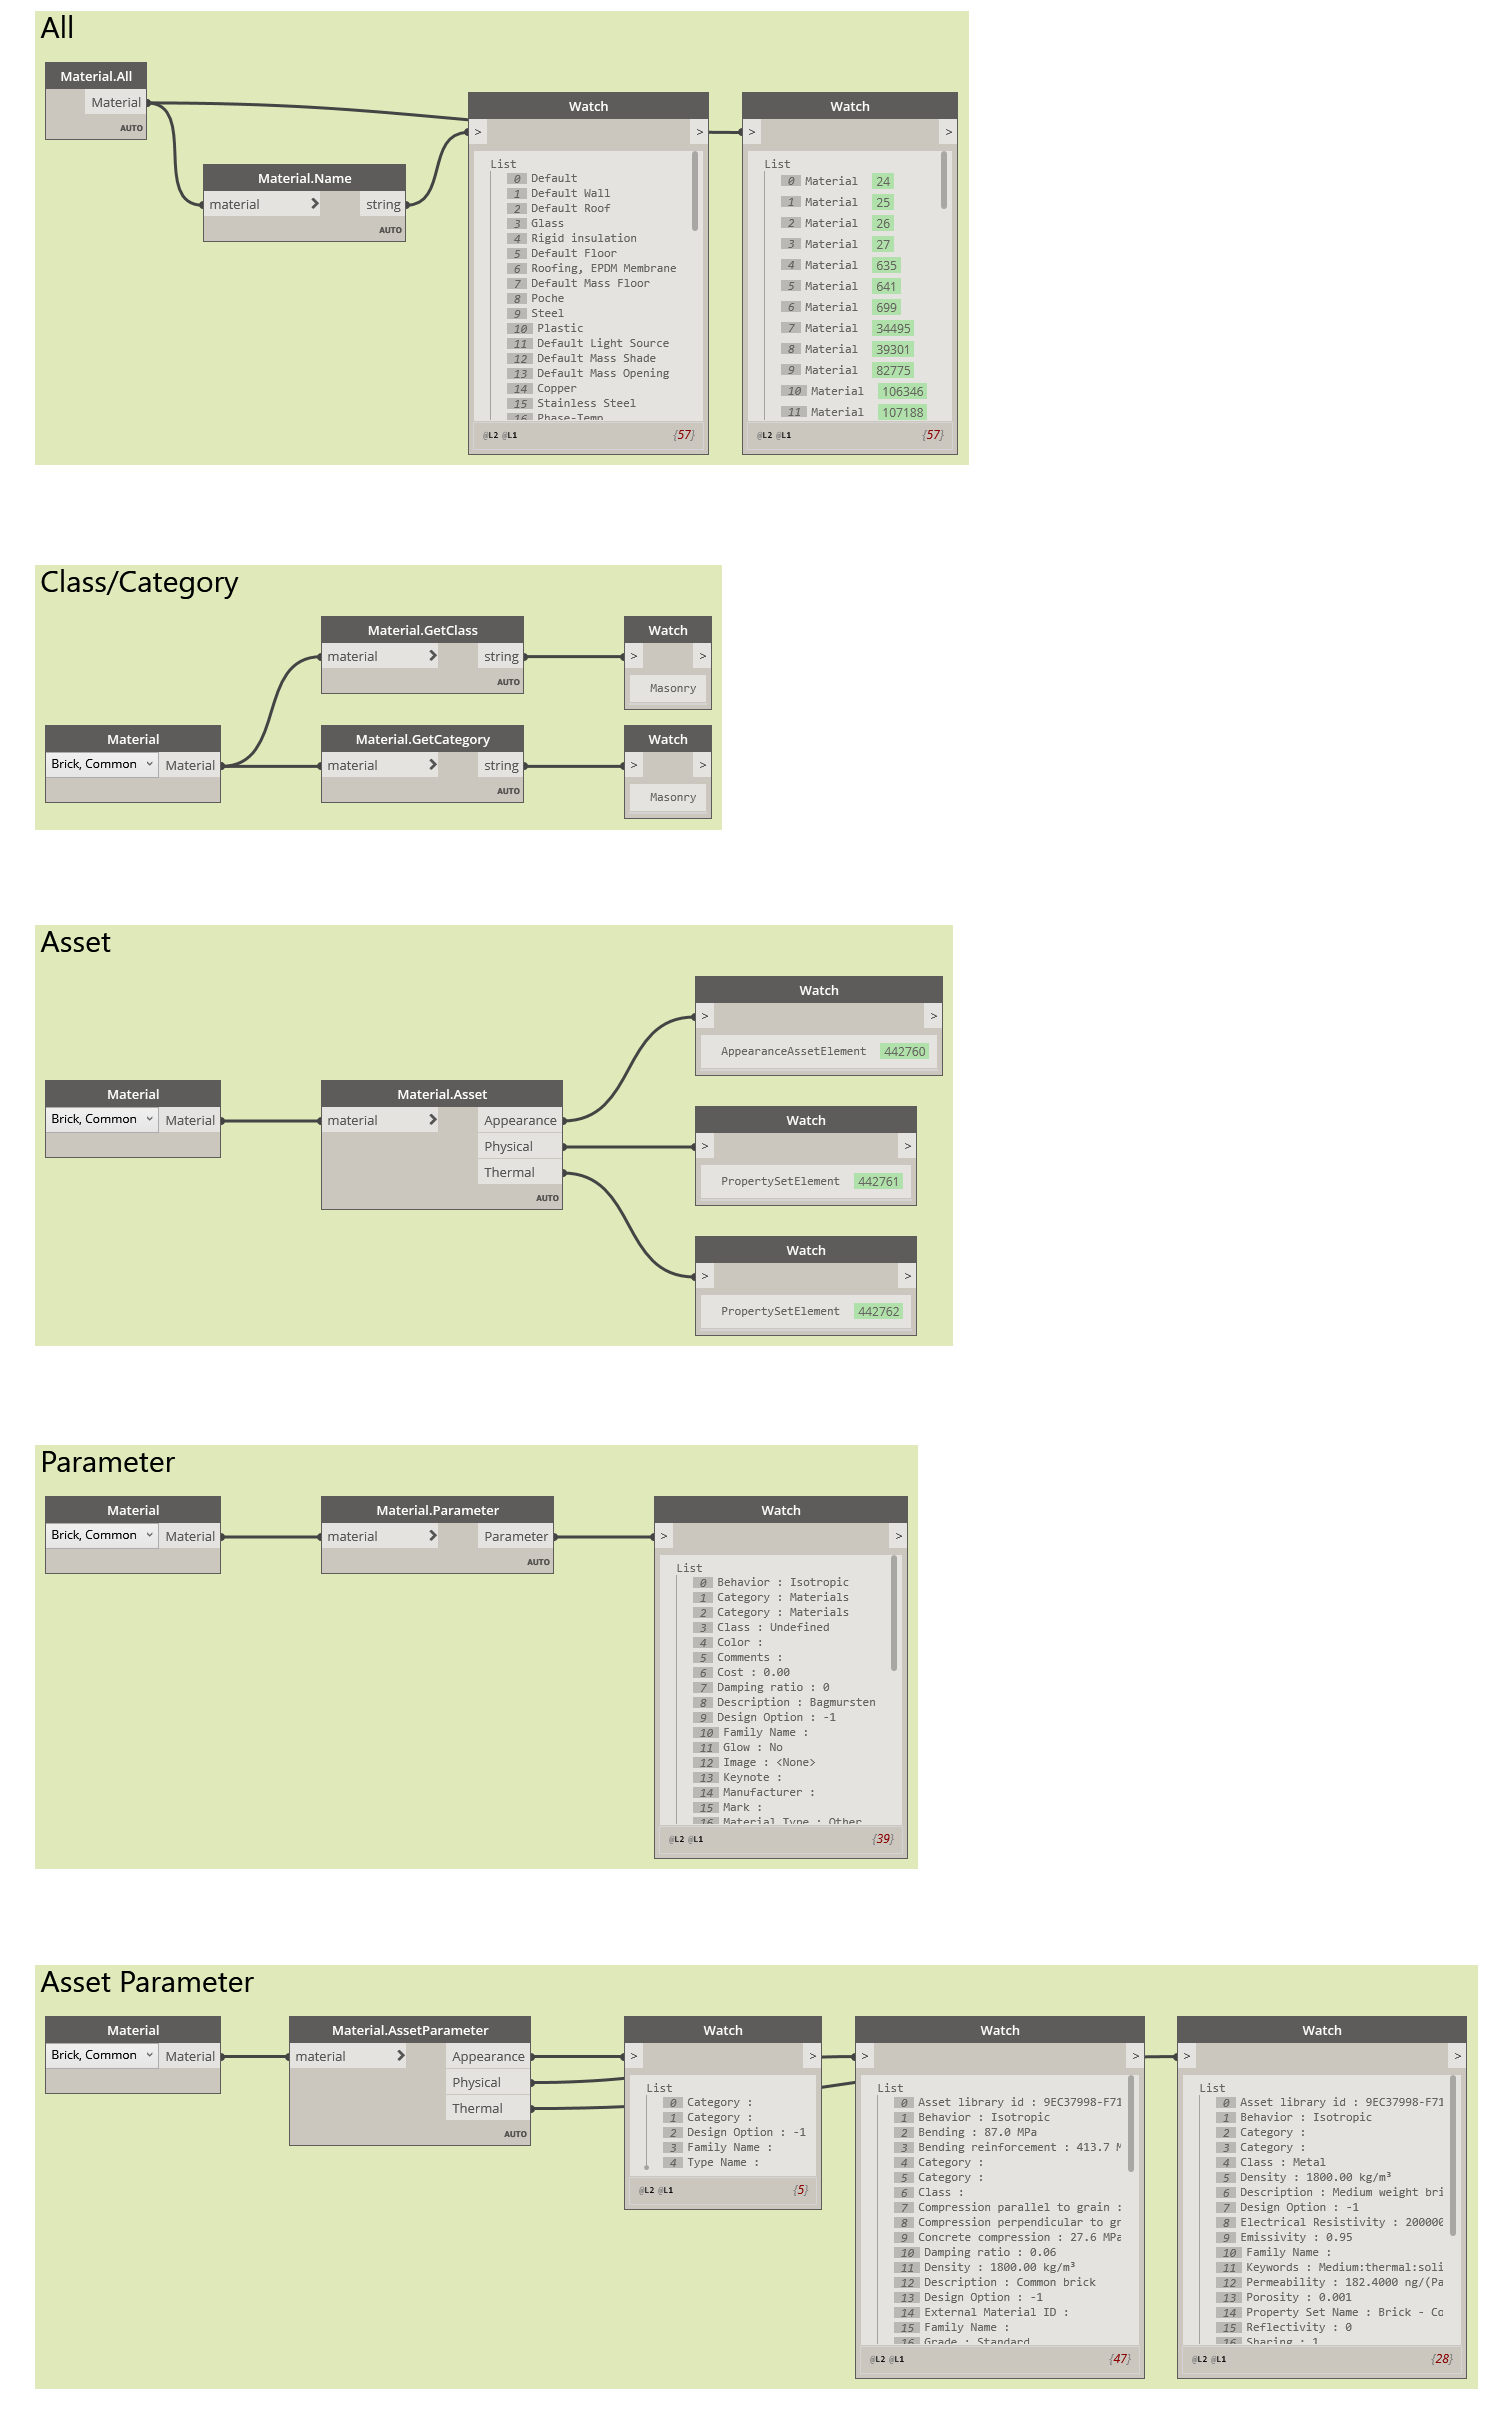 All
Material.All
Material
AUTO
Material.Name
material
string
AUTO
Watch
>
>
List
0 Default
1 Default Wall
2 Default Roof
3 Glass
4 Rigid insulation
5 Default Floor
6 Roofing, EPDM Membrane
7 Default Mass Floor
8 Poche
9 Steel
10 Plastic
11 Default Light Source
12 Default Mass Shade
13 Default Mass Opening
14 Copper
15 Stainless Steel
16 Phase-Temp
@L2 @L1 {57}
Watch
>
>
List
0 Material 24
1 Material 25
2 Material 26
3 Material 27
4 Material 635
5 Material 641
6 Material 699
7 Material 34495
8 Material 39301
9 Material 82775
10 Material 106346
11 Material 107188
@L2 @L1 {57}
Class/Category
Material.GetClass
material
string
AUTO
Watch
>
>
Masonry
Material
Brick, Common
Material
Material.GetCategory
material
string
AUTO
Watch
>
>
Masonry
Asset
Watch
>
>
AppearanceAssetElement 442760
Material
Brick, Common
Material
Material.Asset
material
Appearance
Physical
Thermal
AUTO
Watch
>
>
PropertySetElement 442761
Watch
>
>
PropertySetElement 442762
Parameter
Material
Brick, Common
Material
Material.Parameter
material
Parameter
AUTO
Watch
>
>
List
0 Behavior : Isotropic
1 Category : Materials
2 Category : Materials
3 Class : Undefined
4 Color :
5 Comments :
6 Cost : 0.00
7 Damping ratio : 0
8 Description : Bagmursten
9 Design Option : -1
10 Family Name :
11 Glow : No
12 Image : <None>
13 Keynote :
14 Manufacturer :
15 Mark :
16 Material Type : Other
@L2 @L1 {39}
Asset Parameter
Material
Brick, Common
Material
Material.AssetParameter
material
Appearance
Physical
Thermal
AUTO
Watch
>
>
List
0 Category :
1 Category :
2 Design Option : -1
3 Family Name :
4 Type Name :
@L2 @L1 {5}
Watch
>
>
List
0 Asset library id : 9EC37998-F71
1 Behavior : Isotropic
2 Bending : 87.0 MPa
3 Bending reinforcement : 413.7 M
4 Category :
5 Category :
6 Class :
7 Compression parallel to grain :
8 Compression perpendicular to gr
9 Concrete compression : 27.6 MPa
10 Damping ratio : 0.06
11 Density : 1800.00 kg/m³
12 Description : Common brick
13 Design Option : -1
14 External Material ID :
15 Family Name :
16 Grade : Standard
@L2 @L1 {47}
Watch
>
>
List
0 Asset library id : 9EC37998-F71
1 Behavior : Isotropic
2 Category :
3 Category :
4 Class : Metal
5 Density : 1800.00 kg/m³
6 Description : Medium weight bri
7 Design Option : -1
8 Electrical Resistivity : 200000
9 Emissivity : 0.95
10 Family Name :
11 Keywords : Medium:thermal:soli
12 Permeability : 182.4000 ng/(Pa
13 Porosity : 0.001
14 Property Set Name : Brick - Co
15 Reflectivity : 0
16 Sharing : 1
@L2 @L1 {28}